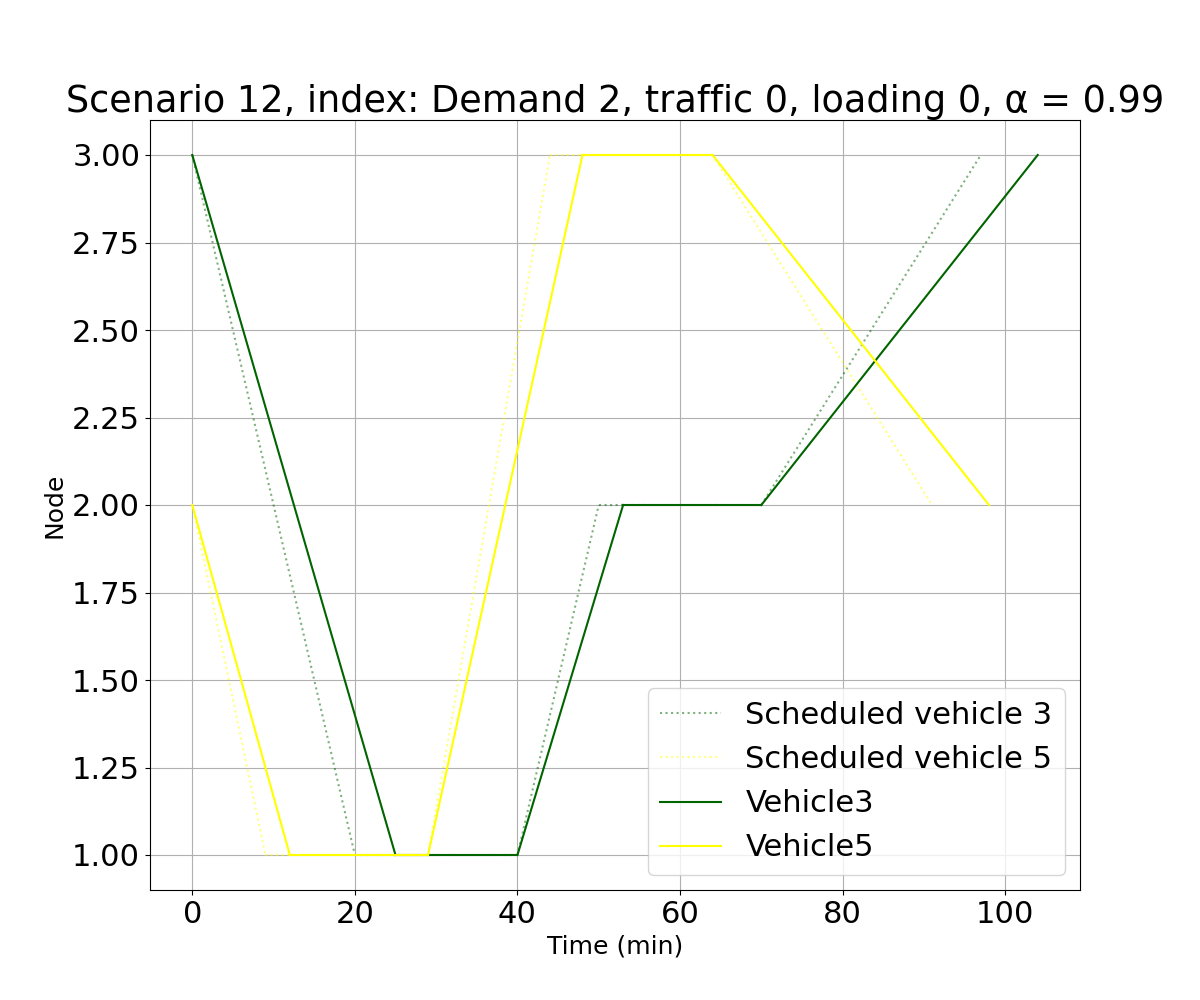 Scenario 12, index: Demand 2, traffic 0, loading 0, α = 0.99
3.00
2.75
2.50
2.25
2.00
1.75
1.50
1.25
1.00
Node
0 20 40 60 80 100
Time (min)
Scheduled vehicle 3
Scheduled vehicle 5
Vehicle3
Vehicle5